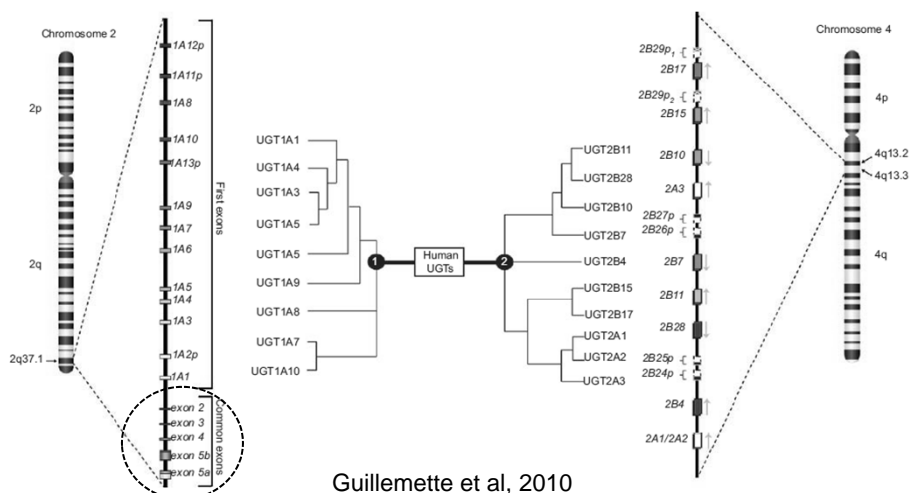 Chromosome 2
2p
2q
2q37.1
1A12p
1A11p
1A8
1A10
1A13p
1A9
1A7
1A6
1A5
1A4
1A3
1A2p
1A1
exon 2
exon 3
exon 4
exon 5b
exon 5a
First exons
Common exons
UGT1A1
UGT1A4
UGT1A3
UGT1A5
UGT1A5
UGT1A9
UGT1A8
UGT1A7
UGT1A10
1
Human
UGTs
2
UGT2B11
UGT2B28
UGT2B10
UGT2B7
UGT2B4
UGT2B15
UGT2B17
UGT2A1
UGT2A2
UGT2A3
2B29p1
2B17
2B29p2
2B15
2B10
2A3
2B27p
2B26p
2B7
2B11
2B28
2B25p
2B24p
2B4
2A1/2A2
Chromosome 4
4p
4q13.2
4q13.3
4q
Guillemette et al, 2010